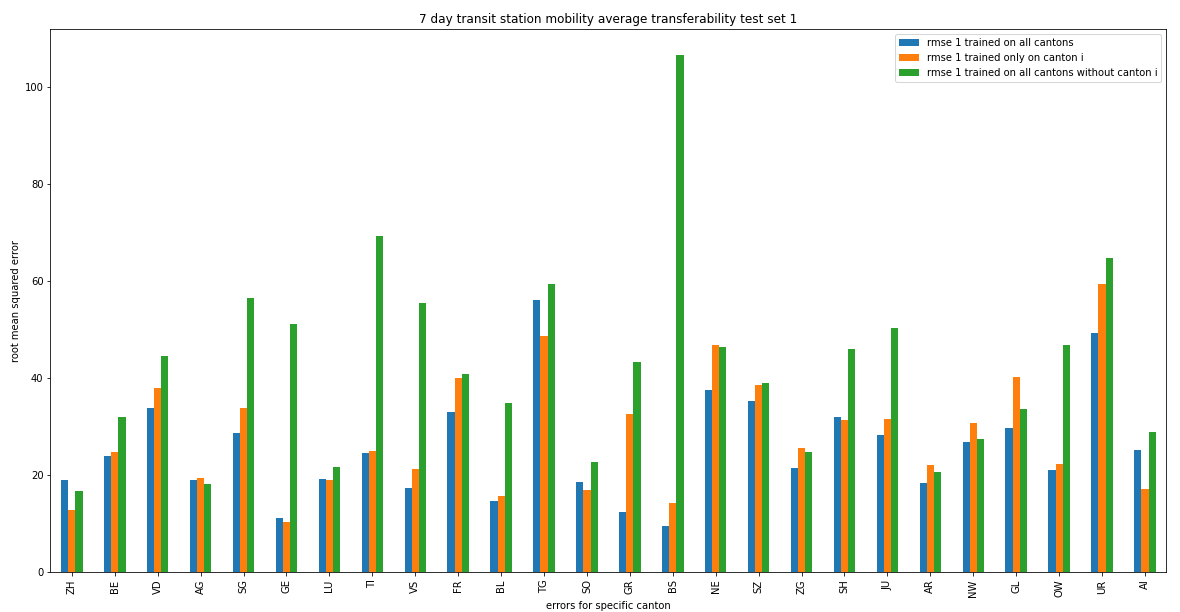 7 day transit station mobility average transferability test set 1
rmse 1 trained on all cantons
rmse 1 trained only on canton i
rmse 1 trained on all cantons without canton i
root mean squared error
100
80
60
40
20
0
ZH BE VD AG SG GE LU TI VS FR BL TG SO GR BS NE SZ ZG SH JU AR NW GL OW UR AI
errors for specific canton